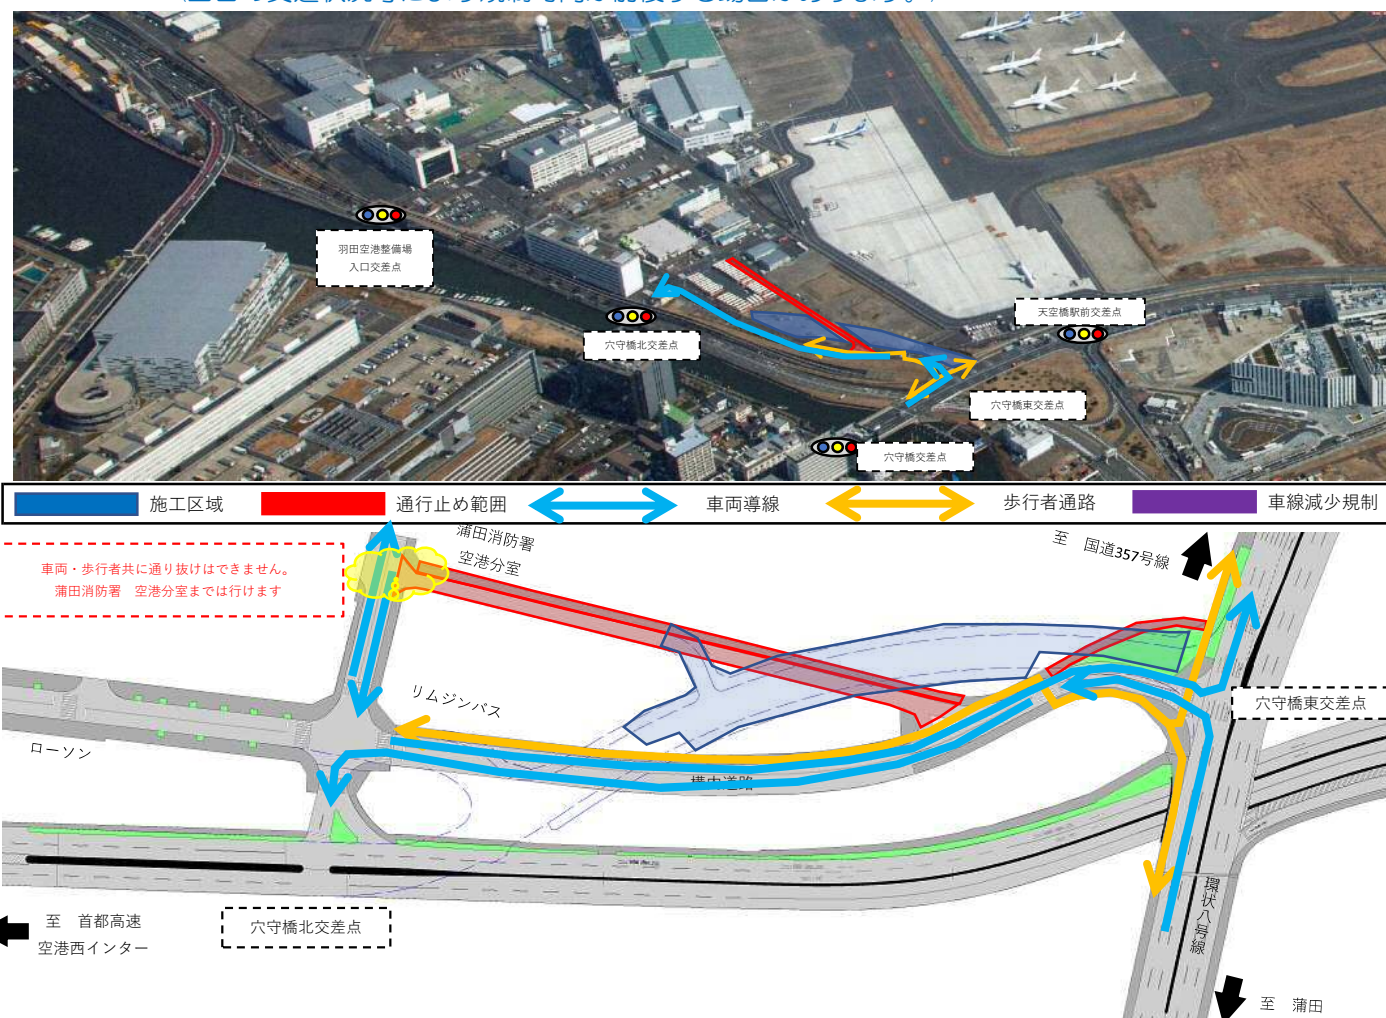 羽田空港整備場
入口交差点
穴守橋北交差点
天空橋駅前交差点
穴守橋東交差点
穴守橋交差点
施工区域
通行止め範囲
車両導線
歩行者通路
車線減少規制
車両・歩行者共に通り抜けはできません。
蒲田消防署 空港分室までは行けます
蒲田消防署
空港分室
至 国道357号線
リムジンバス
穴守橋東交差点
ローソン
構内道路
環状八号線
至 首都高速
空港西インター
穴守橋北交差点
至 蒲田